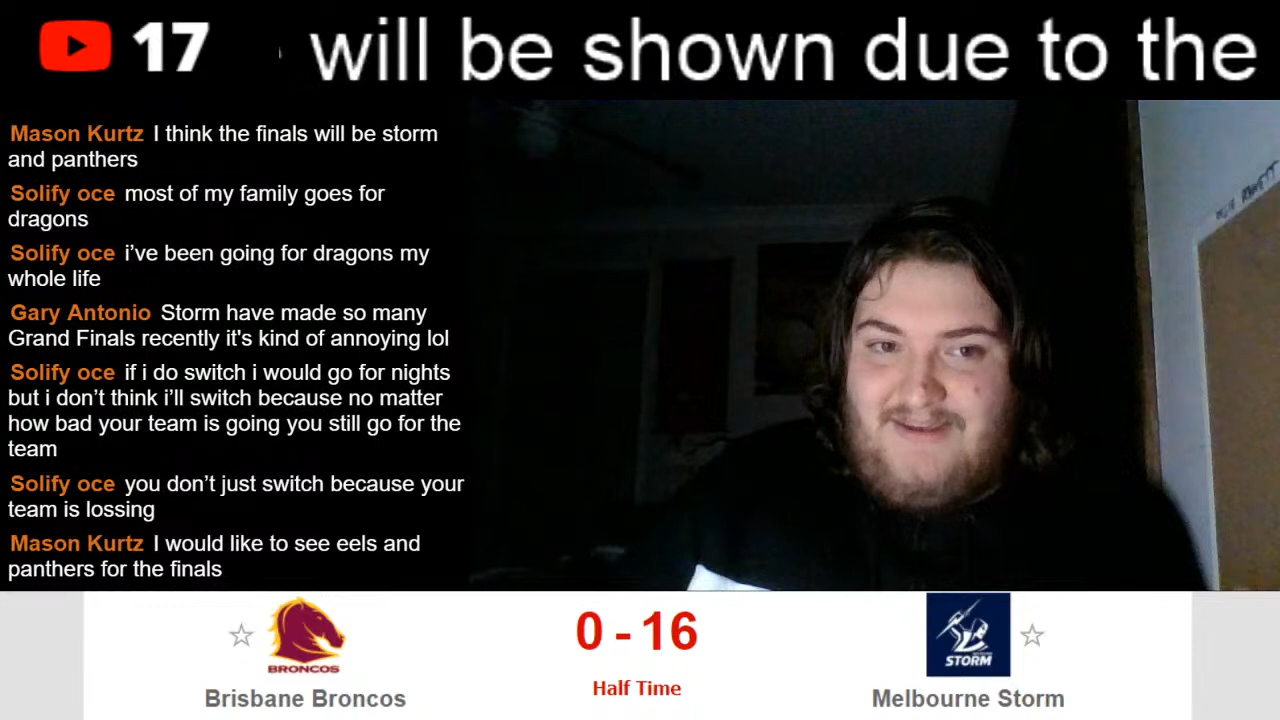 17
will be shown due to the
Mason Kurtz I think the finals will be storm
and panthers
Solify oce most of my family goes for
dragons
Solify oce i've been going for dragons my
whole life
Gary Antonio Storm have made so many
Grand Finals recently it's kind of annoying lol
Solify oce if i do switch i would go for nights
but i don't think i'll switch because no matter
how bad your team is going you still go for the
team
Solify oce you don't just switch because your
team is lossing
Mason Kurtz I would like to see eels and
panthers for the finals
BRONCOS
Brisbane Broncos
0 - 16
Half Time
STORM
Melbourne Storm